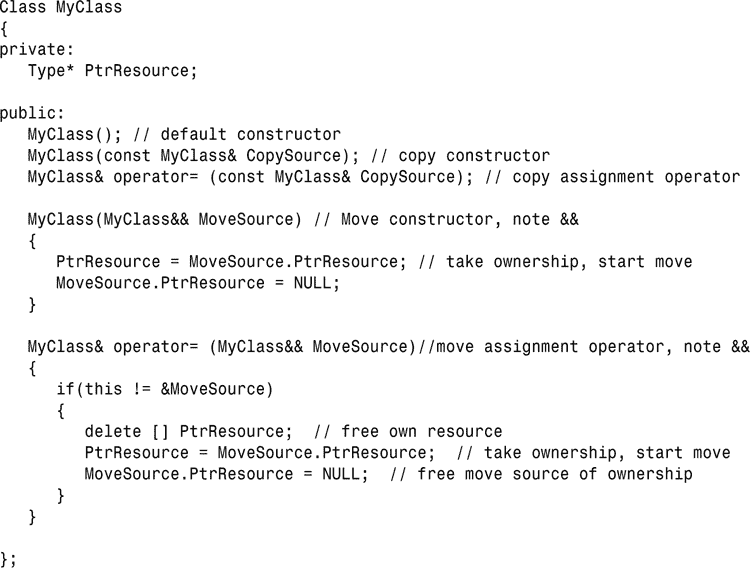 Class MyClass
{
private:
   Type* PtrResource;

public:
   MyClass(); // default constructor
   MyClass(const MyClass& CopySource); // copy constructor
   MyClass& operator= (const MyClass& CopySource); // copy assignment operator

   MyClass(MyClass&& MoveSource) // Move constructor, note &&
   {
      PtrResource = MoveSource.PtrResource; // take ownership, start move
      MoveSource.PtrResource = NULL;
   }

   MyClass& operator= (MyClass&& MoveSource)//move assignment operator, note &&
   {
      if(this != &MoveSource)
      {
         delete [] PtrResource;  // free own resource
         PtrResource = MoveSource.PtrResource;  // take ownership, start move
         MoveSource.PtrResource = NULL;  // free move source of ownership
      }
   }

};